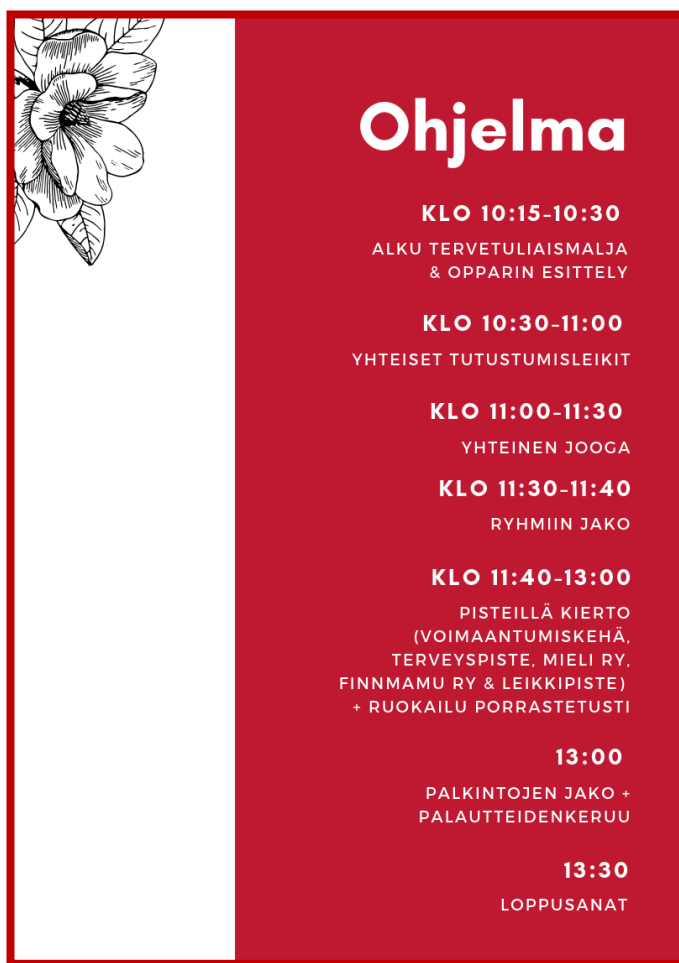 Ohjelma
KLO 10:15-10:30
ALKU TERVETULIAISMALJA
& OPPARIN ESITTELY
KLO 10:30-11:00
YHTEISET TUTUSTUMISLEIKIT
KLO 11:00-11:30
YHTEINEN JOOGA
KLO 11:30-11:40
RYHMIIN JAKO
KLO 11:40-13:00
PISTEILLÄ KIERTO
(VOIMAANTUMISKEHÄ,
TERVEYSPISTE, MIELI RY,
FINNMAMU RY & LEIKKIPISTE)
+ RUOKAILU PORRASTETUSTI
13:00
PALKINTOJEN JAKO +
PALAUTTEIDENKERUU
13:30
LOPPUSANAT